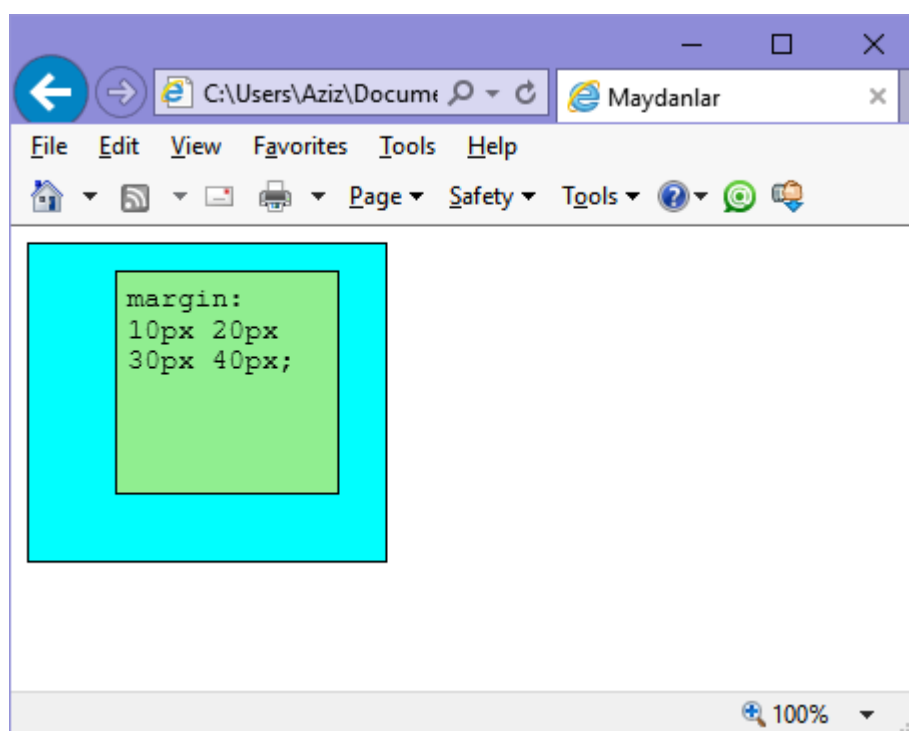 C:\Users\Aziz\Docume
Maydanlar
File Edit View Favorites Tools Help
Page Safety Tools
margin:
10px 20px
30px 40px;
100%